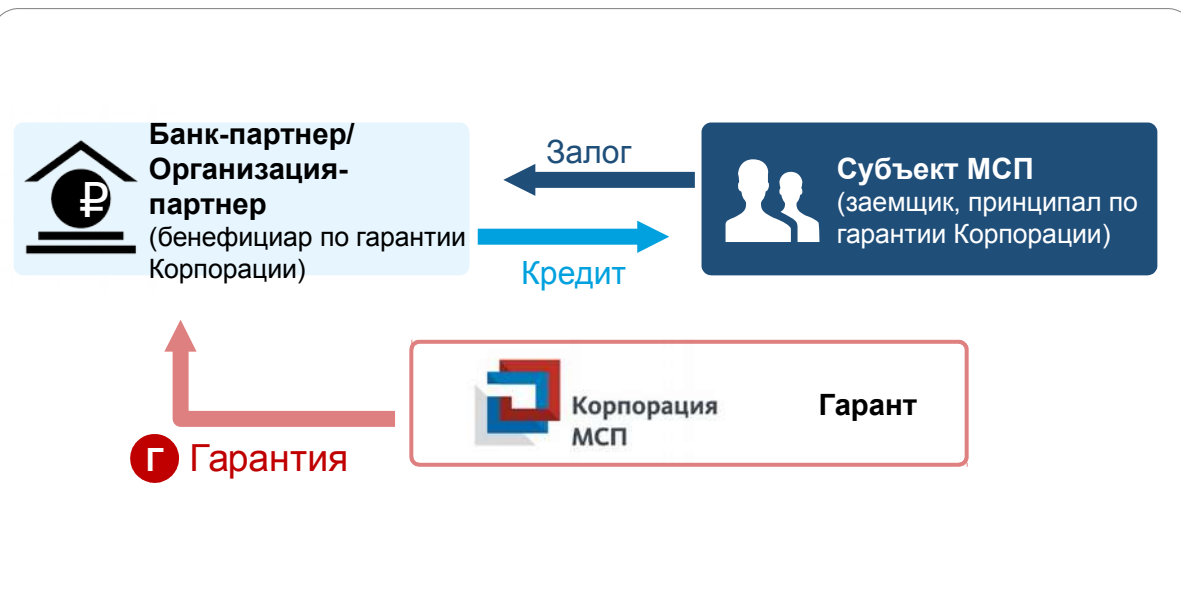 Банк-партнер/
Организация-
партнер
(бенефициар по гарантии
Корпорации)
₽
Залог
Кредит
Субъект МСП
(заемщик, принципал по
гарантии Корпорации)
Корпорация
МСП
Гарант
Г Гарантия